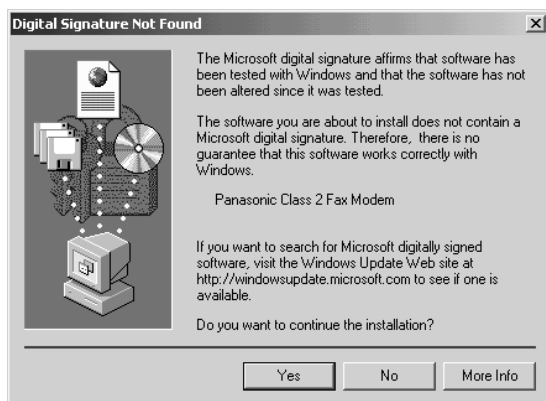 Digital Signature Not Found
The Microsoft digital signature affirms that software has
been tested with Windows and that the software has not
been altered since it was tested.
The software you are about to install does not contain a
Microsoft digital signature. Therefore, there is no
guarantee that this software works correctly with
Windows.
Panasonic Class 2 Fax Modem
If you want to search for Microsoft digitally signed
software, visit the Windows Update Web site at
http://windowsupdate.microsoft.com to see if one is
available.
Do you want to continue the installation?
Yes No More Info